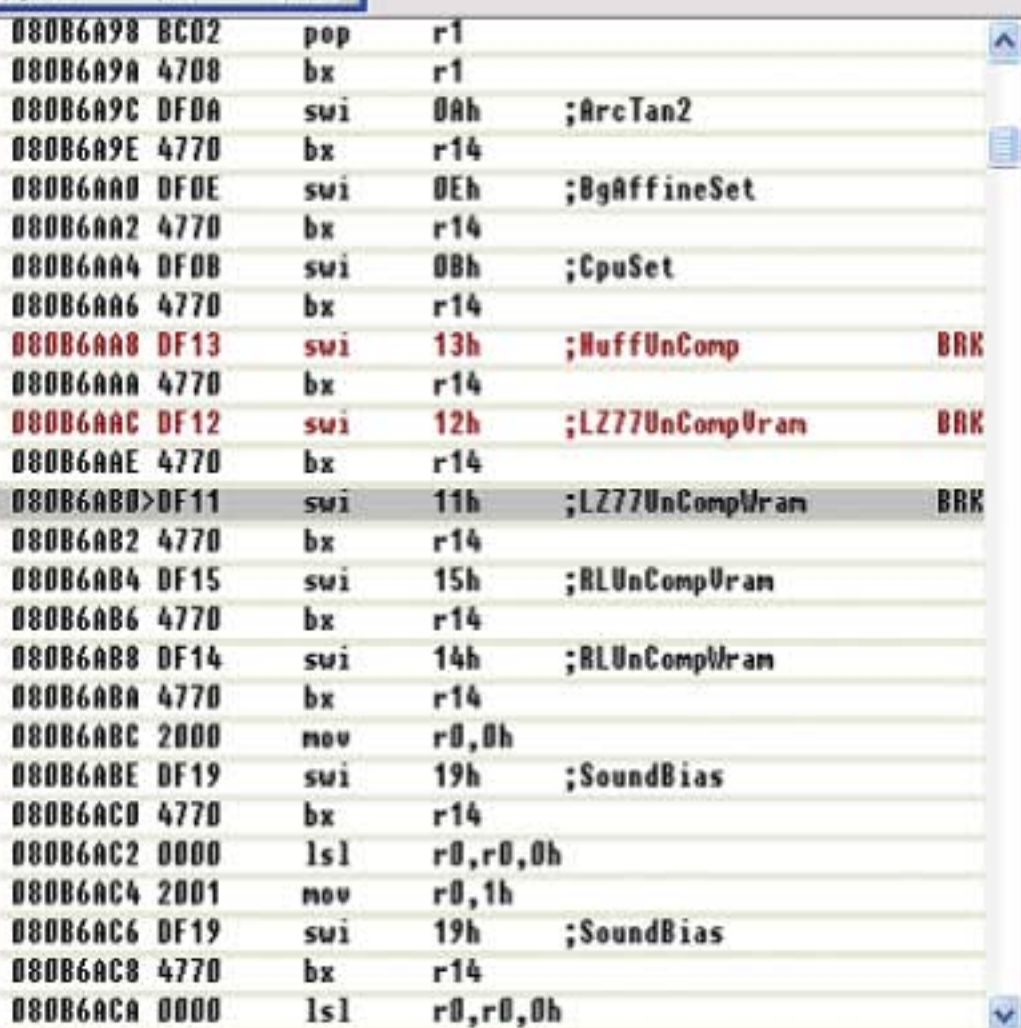 080B6A98 BC02 pop r1
080B6A9A 4708 bx r1
080B6A9C DF0A swi 0Ah ;ArcTan2
080B6A9E 4770 bx r14
080B6AA0 DF0E swi 0Eh ;BgAffineSet
080B6AA2 4770 bx r14
080B6AA4 DF0B swi 0Bh ;CpuSet
080B6AA6 4770 bx r14
080B6AA8 DF13 swi 13h ;HuffUnComp BRK
080B6AAA 4770 bx r14
080B6AAC DF12 swi 12h ;LZ77UnCompVram BRK
080B6AAE 4770 bx r14
080B6AB0>DF11 swi 11h ;LZ77UnCompWram BRK
080B6AB2 4770 bx r14
080B6AB4 DF15 swi 15h ;RLUnCompVram
080B6AB6 4770 bx r14
080B6AB8 DF14 swi 14h ;RLUnCompWram
080B6ABA 4770 bx r14
080B6ABC 2000 mov r0,0h
080B6ABE DF19 swi 19h ;SoundBias
080B6AC0 4770 bx r14
080B6AC2 0000 lsl r0,r0,0h
080B6AC4 2001 mov r0,1h
080B6AC6 DF19 swi 19h ;SoundBias
080B6AC8 4770 bx r14
080B6ACA 0000 lsl r0,r0,0h